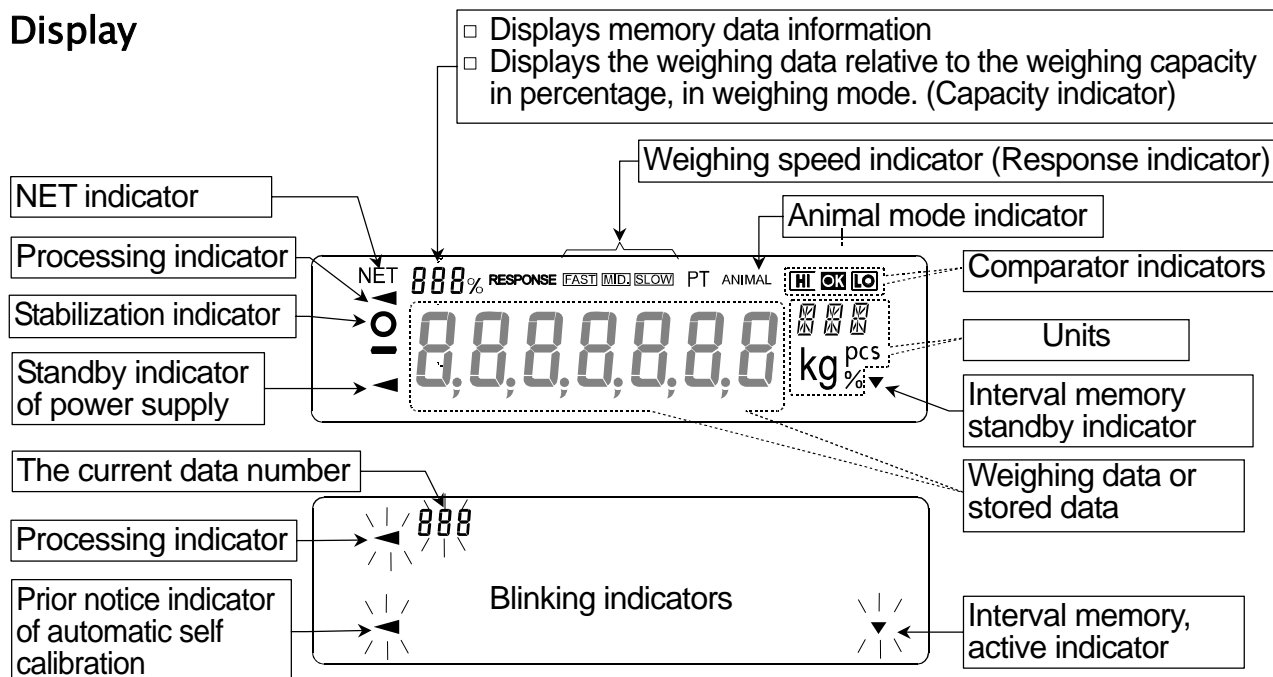 Display
□ Displays memory data information
□ Displays the weighing data relative to the weighing capacity
in percentage, in weighing mode. (Capacity indicator)
Weighing speed indicator (Response indicator)
NET indicator
Animal mode indicator
Processing indicator
Comparator indicators
NET 888% RESPONSE FAST MID. SLOW PT ANIMAL HI OK LO
Stabilization indicator
8.8.8.8.8.8.8
888
Units
kg pcs %
Standby indicator
of power supply
Interval memory
standby indicator
The current data number
Weighing data or
stored data
888
Processing indicator
Blinking indicators
Prior notice indicator
of automatic self
calibration
Interval memory,
active indicator